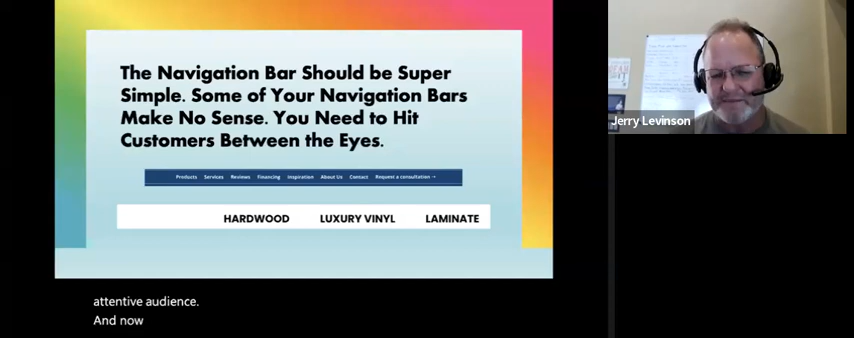 The Navigation Bar Should be Super
Simple. Some of Your Navigation Bars
Make No Sense. You Need to Hit
Customers Between the Eyes.
Products Services Reviews Financing Inspiration About Us Contact Request a consultation →
HARDWOOD LUXURY VINYL LAMINATE
attentive audience.
And now
Jerry Levinson